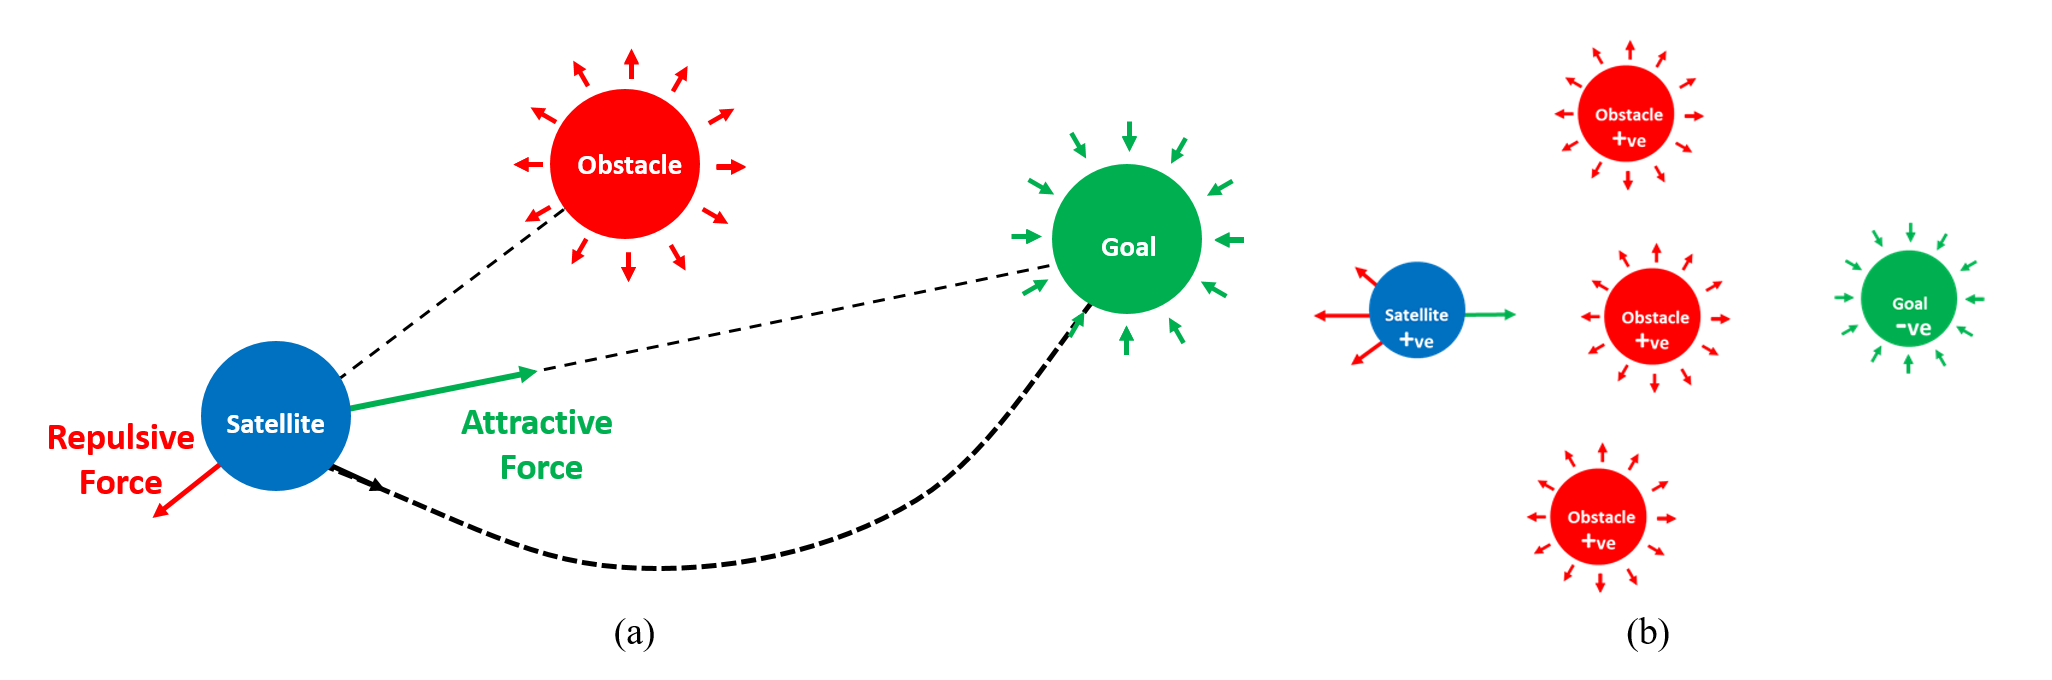 Obstacle
Goal
Satellite
Repulsive
Force
Attractive
Force
(a)
Obstacle
+ve
Satellite
+ve
Obstacle
+ve
Goal
-ve
Obstacle
+ve
(b)